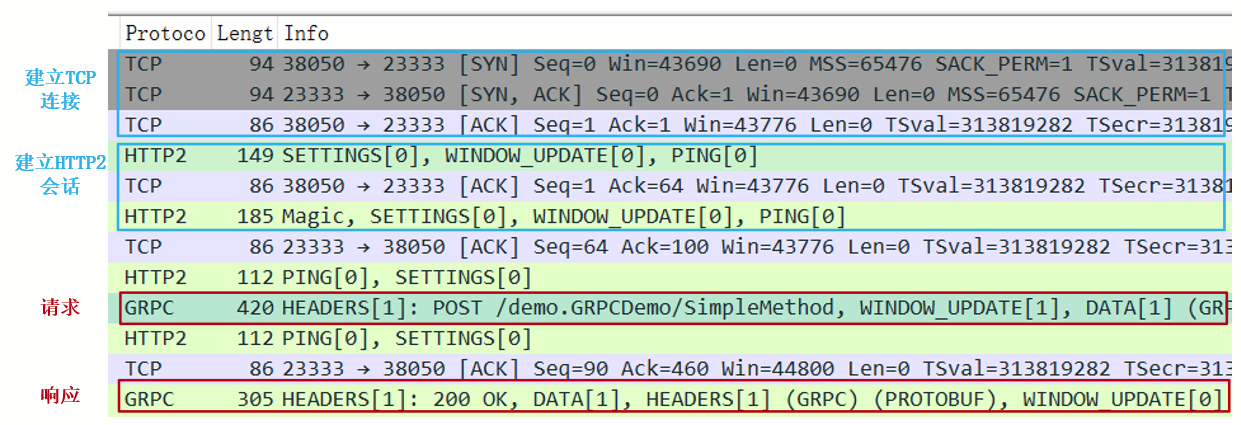 Protoco Lengt Info
建立TCP
连接
TCP 94 38050 → 23333 [SYN] Seq=0 Win=43690 Len=0 MSS=65476 SACK_PERM=1 TSval=313819
TCP 94 23333 → 38050 [SYN, ACK] Seq=0 Ack=1 Win=43690 Len=0 MSS=65476 SACK_PERM=1 T
TCP 86 38050 → 23333 [ACK] Seq=1 Ack=1 Win=43776 Len=0 TSval=313819282 TSecr=313819
建立HTTP2
会话
HTTP2 149 SETTINGS[0], WINDOW_UPDATE[0], PING[0]
TCP 86 38050 → 23333 [ACK] Seq=1 Ack=64 Win=43776 Len=0 TSval=313819282 TSecr=31381
HTTP2 185 Magic, SETTINGS[0], WINDOW_UPDATE[0], PING[0]
TCP 86 23333 → 38050 [ACK] Seq=64 Ack=100 Win=43776 Len=0 TSval=313819282 TSecr=313
HTTP2 112 PING[0], SETTINGS[0]
请求
GRPC 420 HEADERS[1]: POST /demo.GRPCDemo/SimpleMethod, WINDOW_UPDATE[1], DATA[1] (GR
HTTP2 112 PING[0], SETTINGS[0]
TCP 86 23333 → 38050 [ACK] Seq=90 Ack=460 Win=44800 Len=0 TSval=313819282 TSecr=313
响应
GRPC 305 HEADERS[1]: 200 OK, DATA[1], HEADERS[1] (GRPC) (PROTOBUF), WINDOW_UPDATE[0]